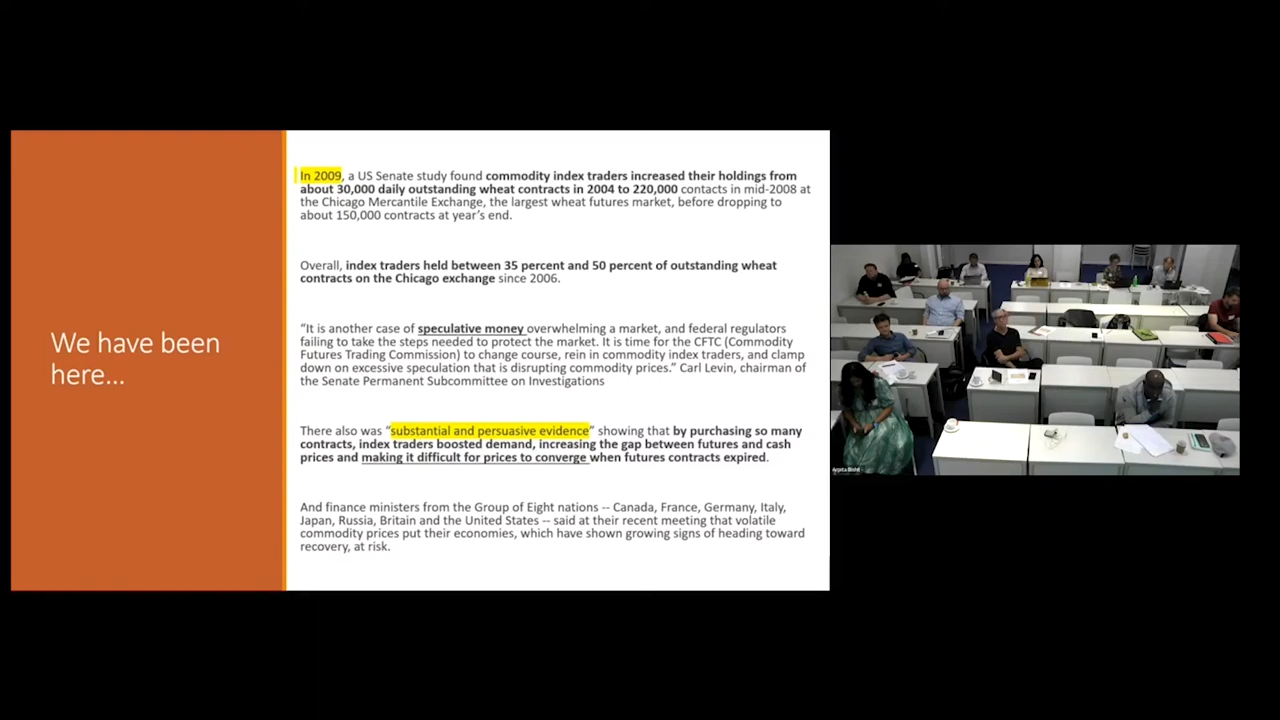 We have been
here...
In 2009, a US Senate study found commodity index traders increased their holdings from
about 30,000 daily outstanding wheat contracts in 2004 to 220,000 contacts in mid-2008 at
the Chicago Mercantile Exchange, the largest wheat futures market, before dropping to
about 150,000 contracts at year’s end.
Overall, index traders held between 35 percent and 50 percent of outstanding wheat
contracts on the Chicago exchange since 2006.
“It is another case of speculative money overwhelming a market, and federal regulators
failing to take the steps needed to protect the market. It is time for the CFTC (Commodity
Futures Trading Commission) to change course, rein in commodity index traders, and clamp
down on excessive speculation that is disrupting commodity prices.” Carl Levin, chairman of
the Senate Permanent Subcommittee on Investigations
There also was “substantial and persuasive evidence” showing that by purchasing so many
contracts, index traders boosted demand, increasing the gap between futures and cash
prices and making it difficult for prices to converge when futures contracts expired.
And finance ministers from the Group of Eight nations -- Canada, France, Germany, Italy,
Japan, Russia, Britain and the United States -- said at their recent meeting that volatile
commodity prices put their economies, which have shown growing signs of heading toward
recovery, at risk.
Arpita Bisht